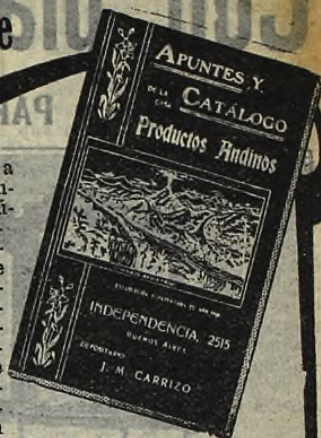 APUNTES Y
DE LA
CASA
CATÁLOGO
Productos Andinos
INDEPENDENCIA, 2515
BUENOS AIRES
DEPOSITARIO
J. M. CARRIZO